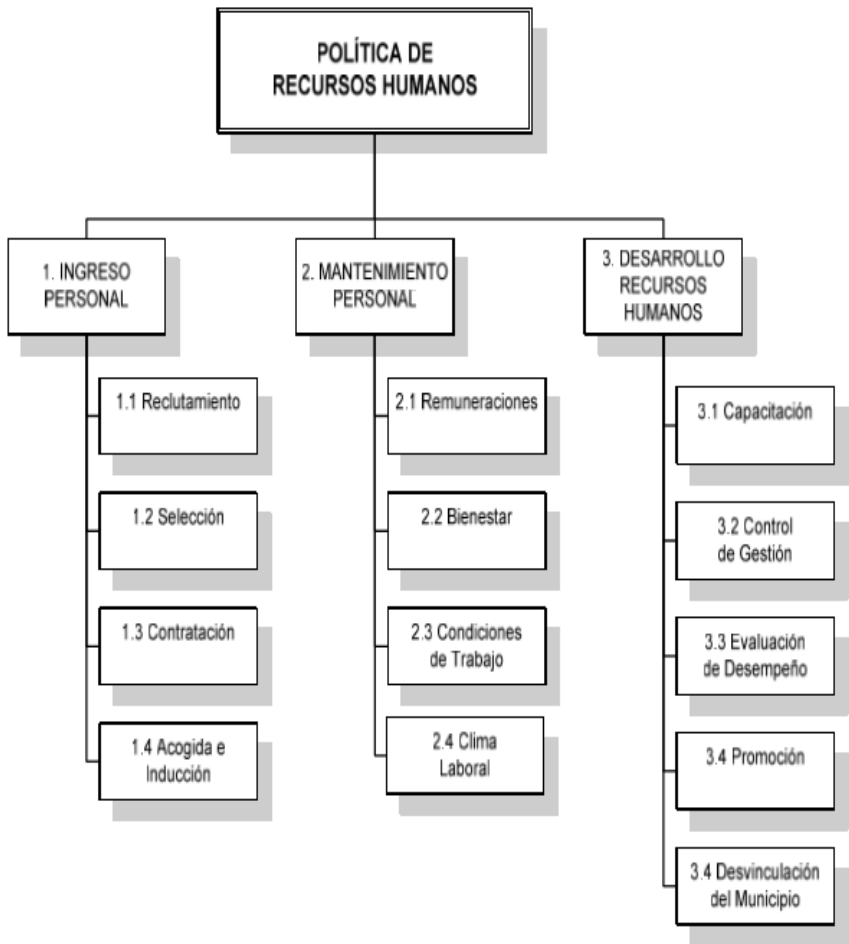 POLÍTICA DE
RECURSOS HUMANOS
1. INGRESO
PERSONAL
1.1 Reclutamiento
1.2 Selección
1.3 Contratación
1.4 Acogida e
Inducción
2. MANTENIMIENTO
PERSONAL
2.1 Remuneraciones
2.2 Bienestar
2.3 Condiciones
de Trabajo
2.4 Clima
Laboral
3. DESARROLLO
RECURSOS
HUMANOS
3.1 Capacitación
3.2 Control
de Gestión
3.3 Evaluación
de Desempeño
3.4 Promoción
3.4 Desvinculación
del Municipio